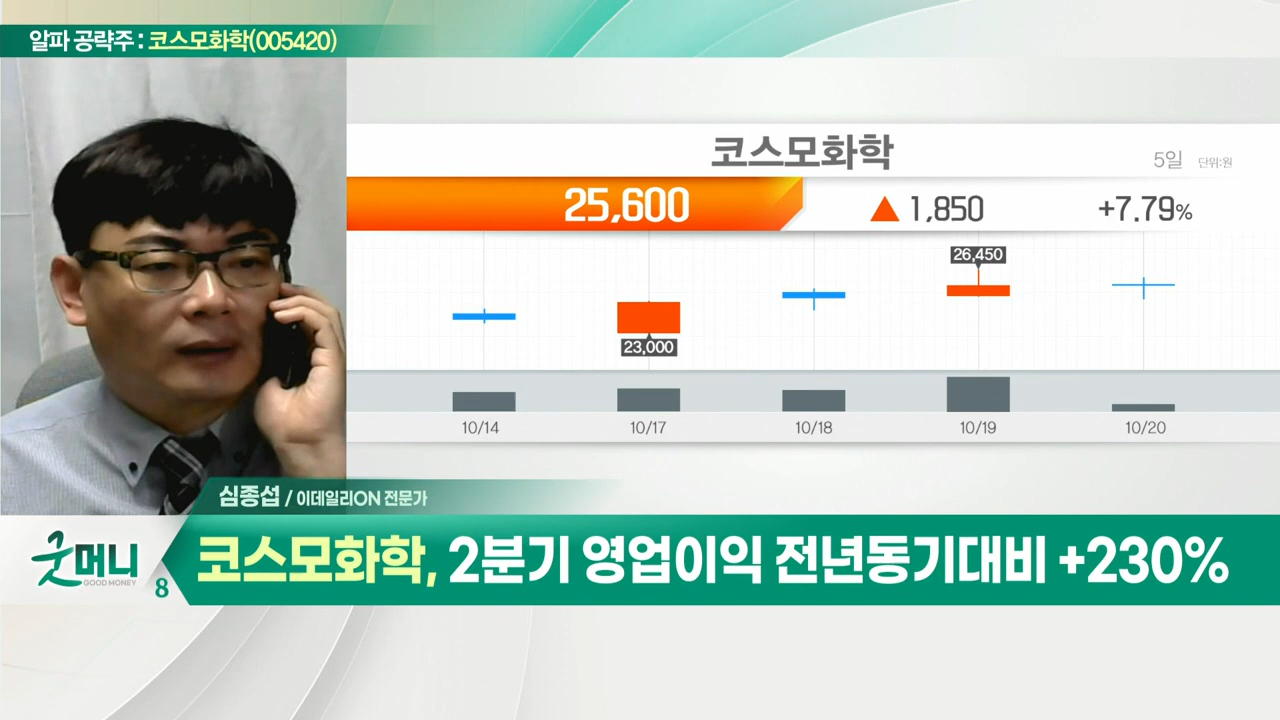 알파 공략주 : 코스모화학(005420)
코스모화학
5일 단위:원
25,600 ▲ 1,850 +7.79%
26,450
23,000
10/14 10/17 10/18 10/19 10/20
심종섭 / 이데일리ON 전문가
굿머니
GOOD MONEY
8
코스모화학, 2분기 영업이익 전년동기대비 +230%